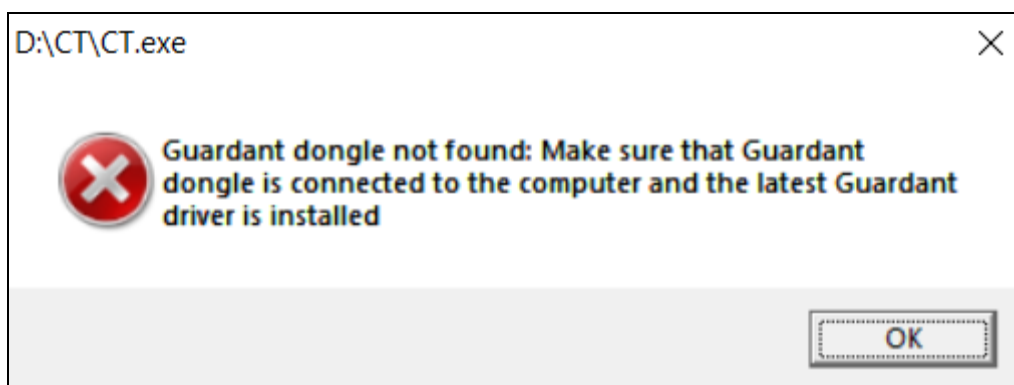 D:\CT\CT.exe
Guardant dongle not found: Make sure that Guardant
dongle is connected to the computer and the latest Guardant
driver is installed
OK